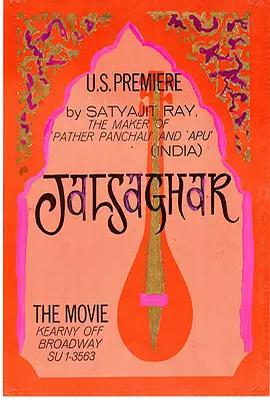 U.S. PREMIERE
by SATYAJIT RAY,
THE MAKER OF
'PATHER PANCHALI' AND 'APU'
(INDIA)
JALSAGHAR
THE MOVIE
KEARNY OFF
BROADWAY
SU 1-3563